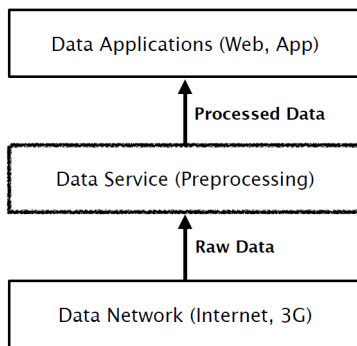 Data Applications (Web, App)
Processed Data
Data Service (Preprocessing)
Raw Data
Data Network (Internet, 3G)